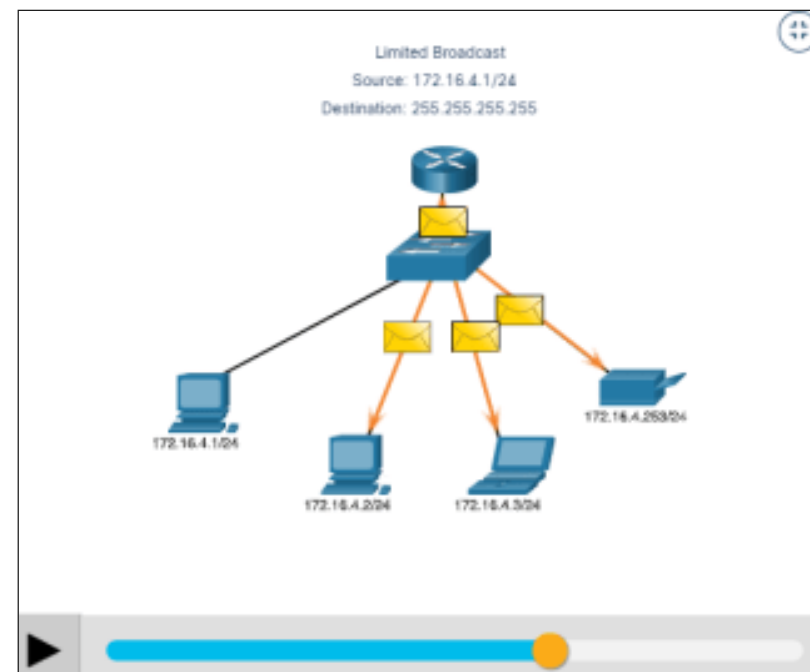 Limited Broadcast
Source: 172.16.4.1/24
Destination: 255.255.255.255
172.16.4.1/24
172.16.4.253/24
172.16.4.2/24
172.16.4.3/24